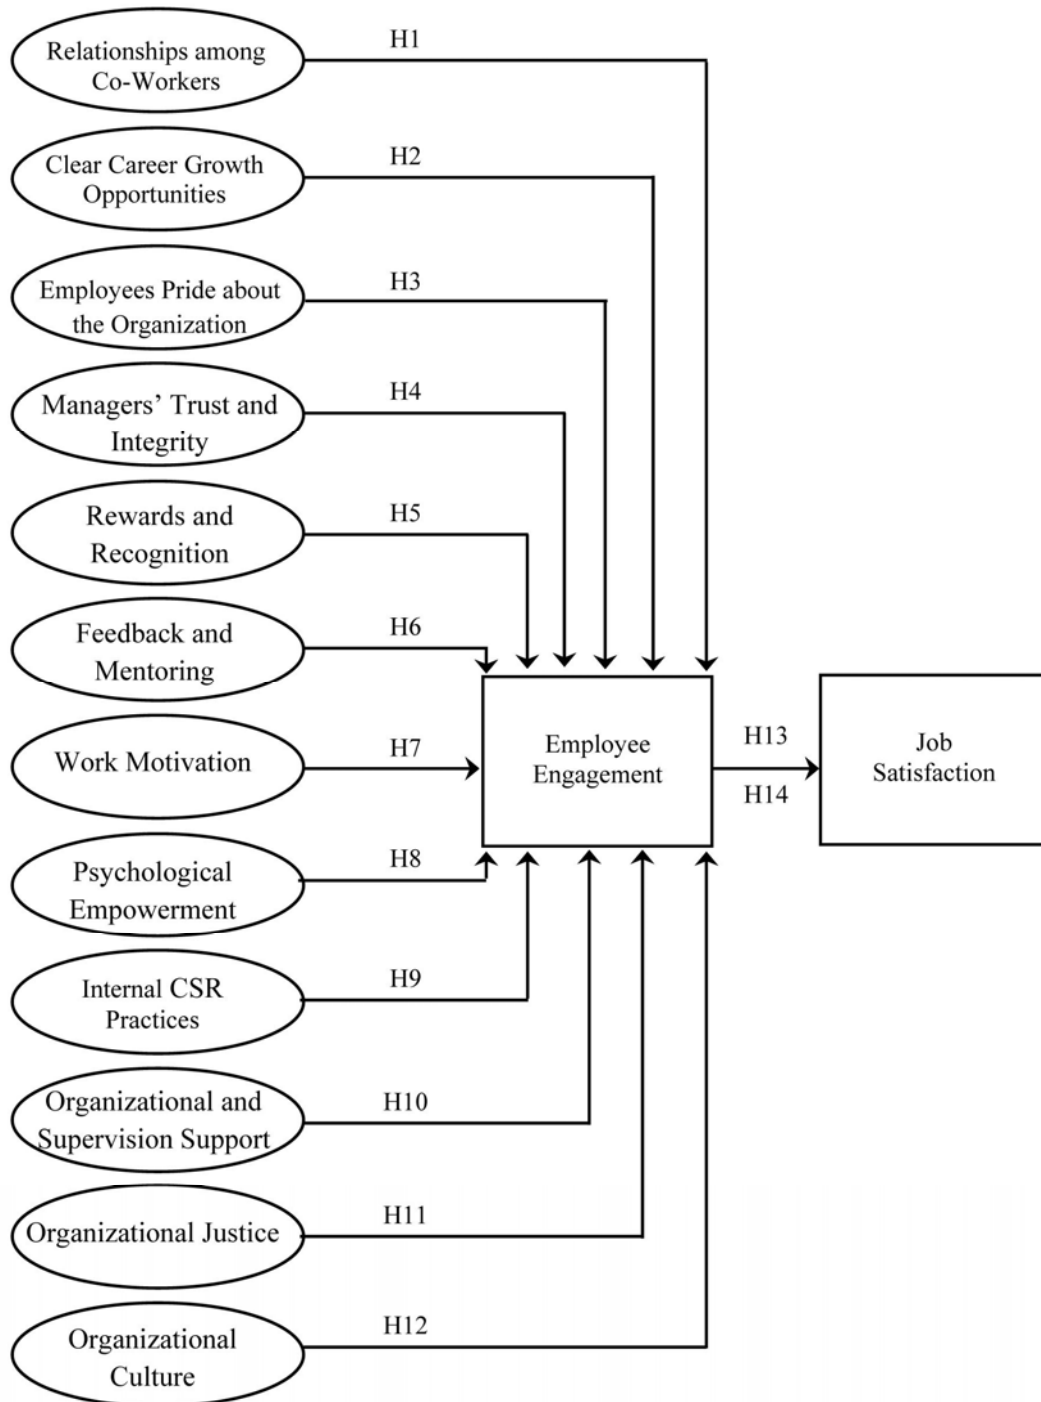 Relationships among
Co-Workers
H1
Clear Career Growth
Opportunities
H2
Employees Pride about
the Organization
H3
Managers’ Trust and
Integrity
H4
Rewards and
Recognition
H5
Feedback and
Mentoring
H6
Work Motivation
H7
Employee
Engagement
H13
H14
Job
Satisfaction
Psychological
Empowerment
H8
Internal CSR
Practices
H9
Organizational and
Supervision Support
H10
Organizational Justice
H11
Organizational
Culture
H12